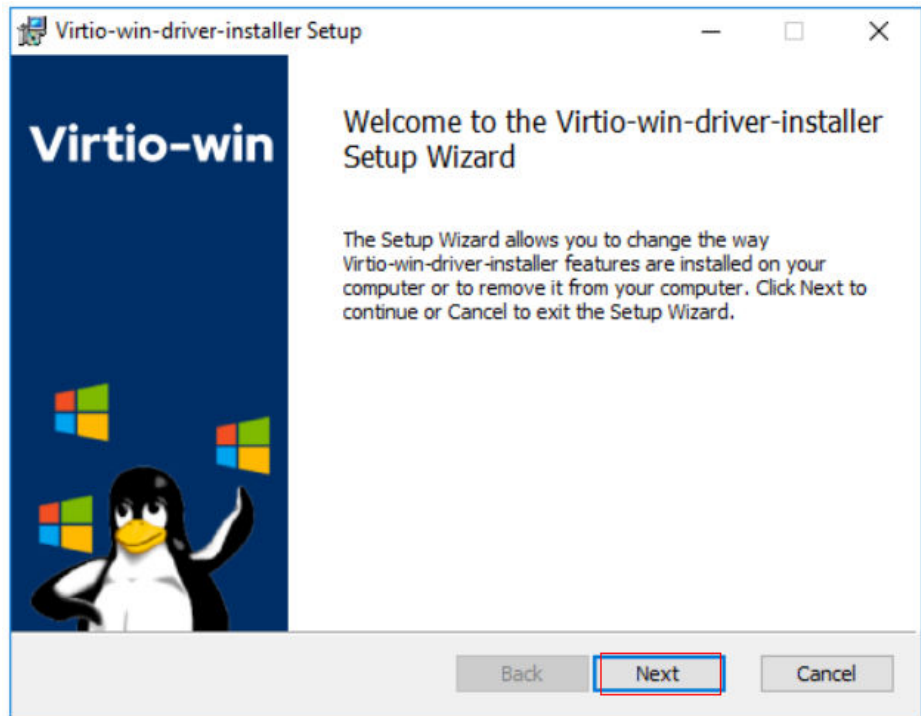 Virtio-win-driver-installer Setup
Virtio-win
Welcome to the Virtio-win-driver-installer
Setup Wizard
The Setup Wizard allows you to change the way
Virtio-win-driver-installer features are installed on your
computer or to remove it from your computer. Click Next to
continue or Cancel to exit the Setup Wizard.
Back Next Cancel